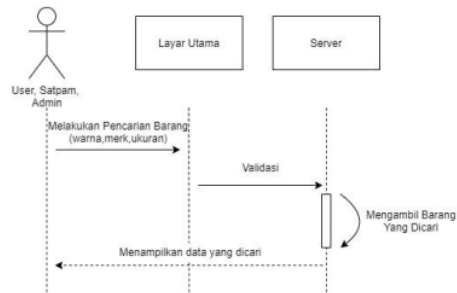 Layar Utama
Server
User, Satpam,
Admin
Melakukan Pencarian Barang
(warna,merk,ukuran)
Validasi
Mengambil Barang
Yang Dicari
Menampilkan data yang dicari